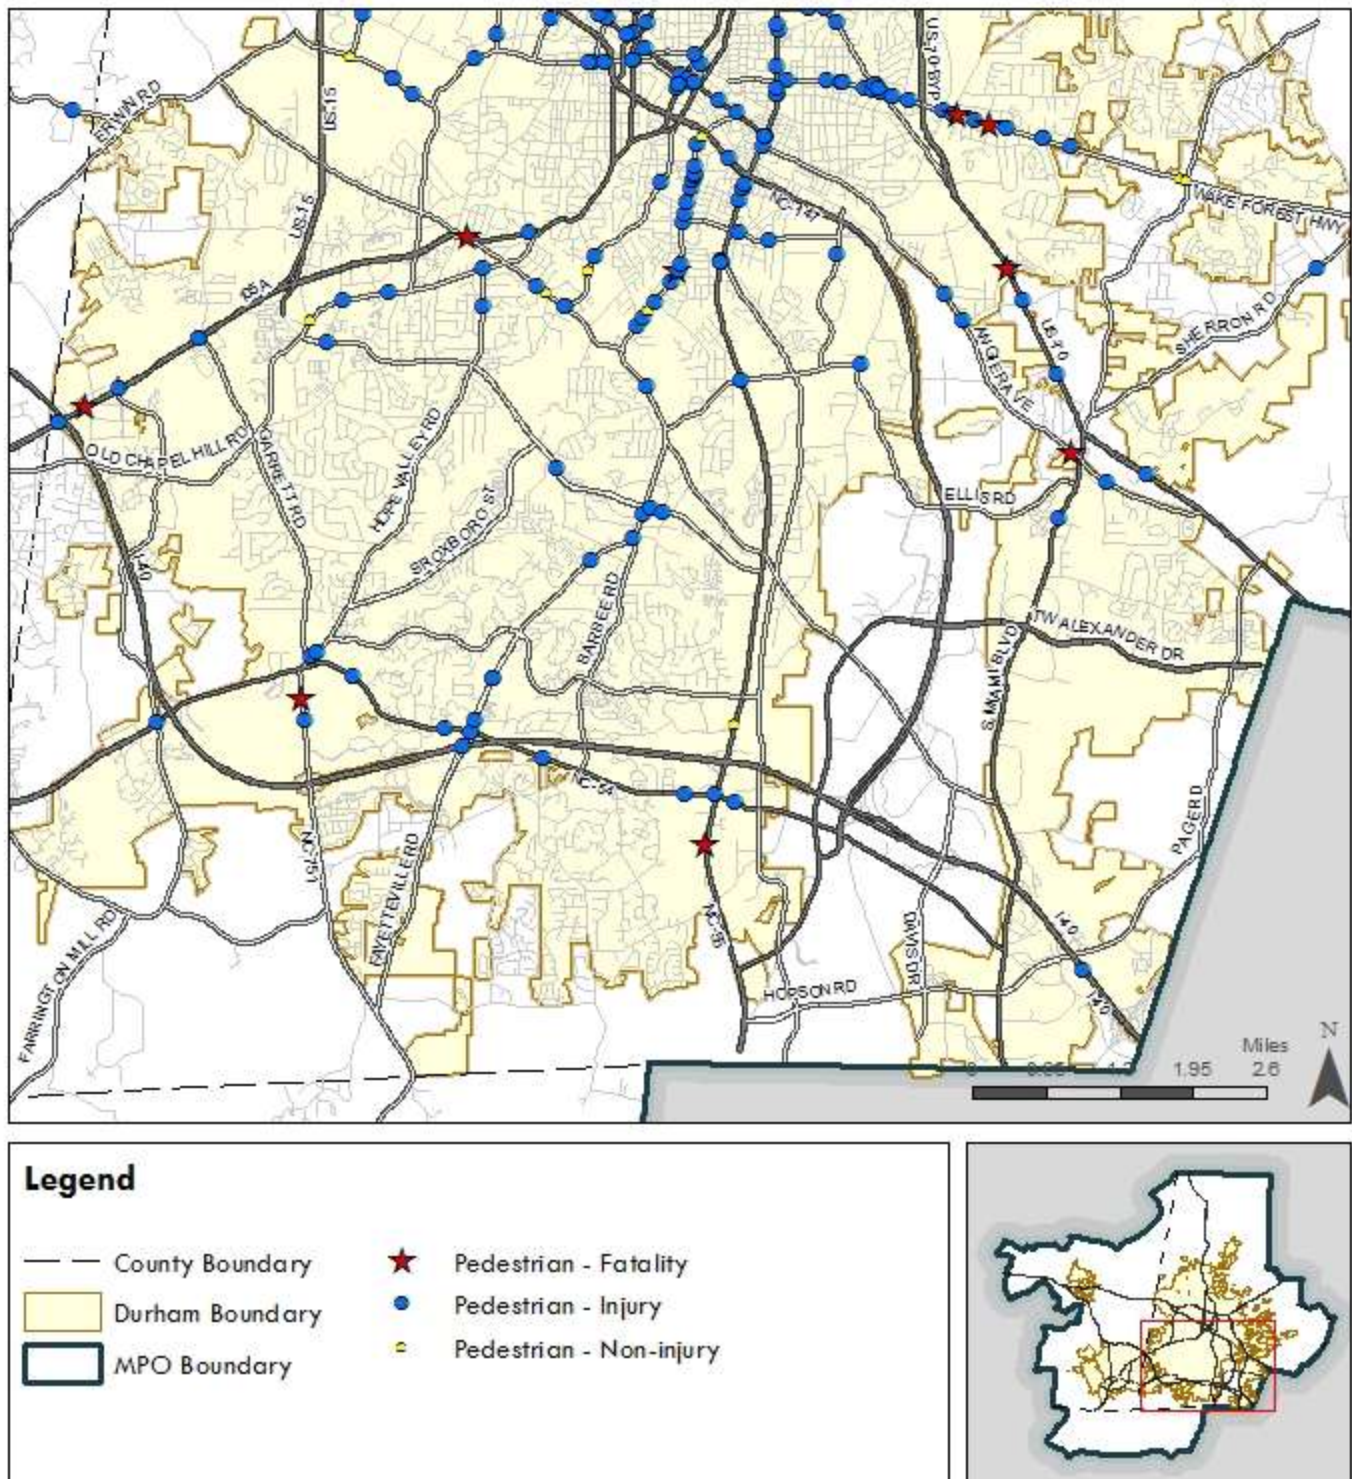 US-70 BYP
ERWIN RD
US-15
US-15
NC-147
WAKE FOREST HWY
US-70
SHERRON RD
ANGIER AVE
OLD CHAPEL HILL RD
GARRETT RD
HOPE VALLEY RD
S ROXBORO ST
ELLIS RD
I-40
BARBEE RD
TW ALEXANDER DR
S. MIAMI BLVD
NC-54
PAGE RD
NC-751
FAYETTEVILLE RD
FARRINGTON MILL RD
NC-55
DAVIS DR
I-40
I-40
HOPSON RD
N
Miles
1.95 2.6
Legend
County Boundary
Durham Boundary
MPO Boundary
Pedestrian - Fatality
Pedestrian - Injury
Pedestrian - Non-injury